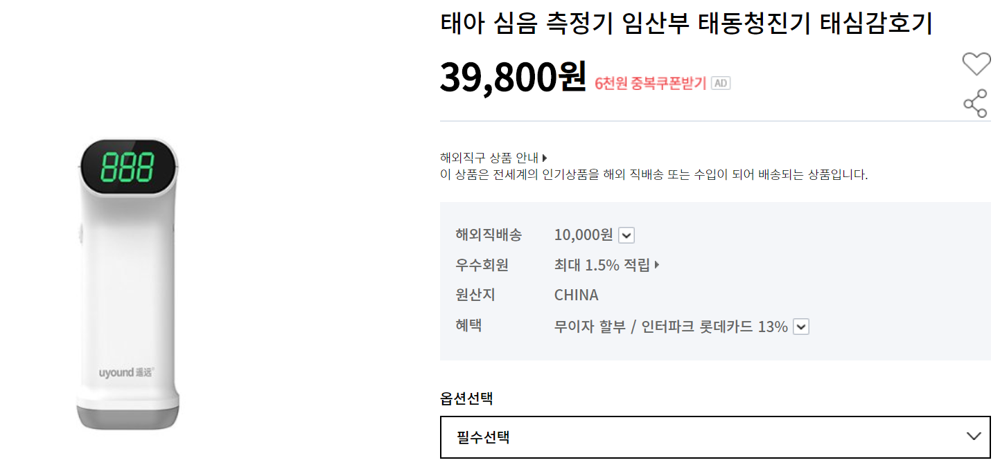 태아 심음 측정기 임산부 태동청진기 태심감호기
39,800원 6천원 중복쿠폰받기 AD
해외직구 상품 안내
이 상품은 전세계의 인기상품을 해외 직배송 또는 수입이 되어 배송되는 상품입니다.
888
해외직배송 10,000원
우수회원 최대 1.5% 적립
원산지 CHINA
혜택 무이자 할부 / 인터파크 롯데카드 13%
uyound 遥远
옵션선택
필수선택